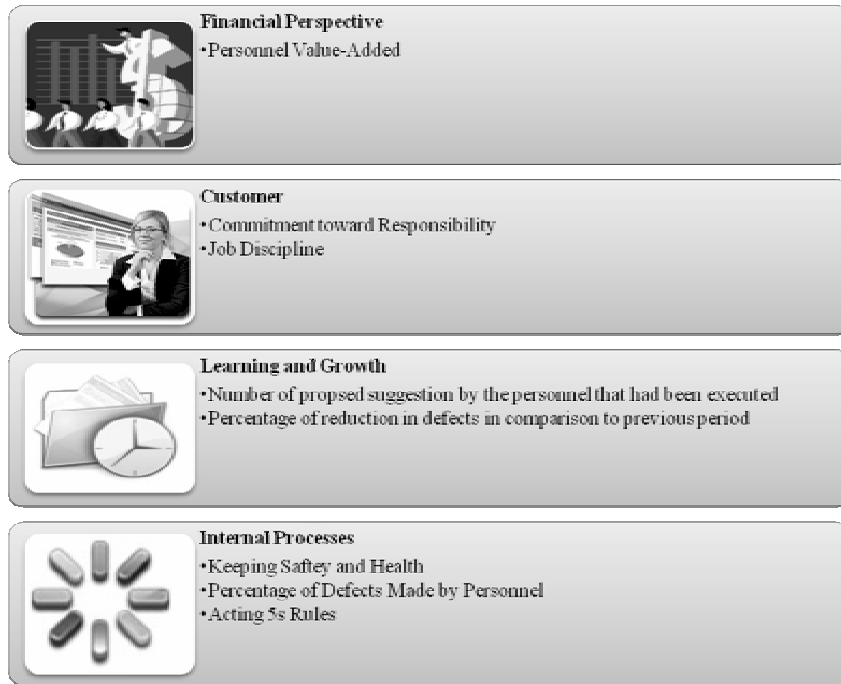 Financial Perspective
•Personnel Value-Added
Customer
•Commitment toward Responsibility
•Job Discipline
Learning and Growth
•Number of propsed suggestion by the personnel that had been executed
•Percentage of reduction in defects in comparison to previous period
Internal Processes
•Keeping Saftey and Health
•Percentage of Defects Made by Personnel
•Acting 5s Rules